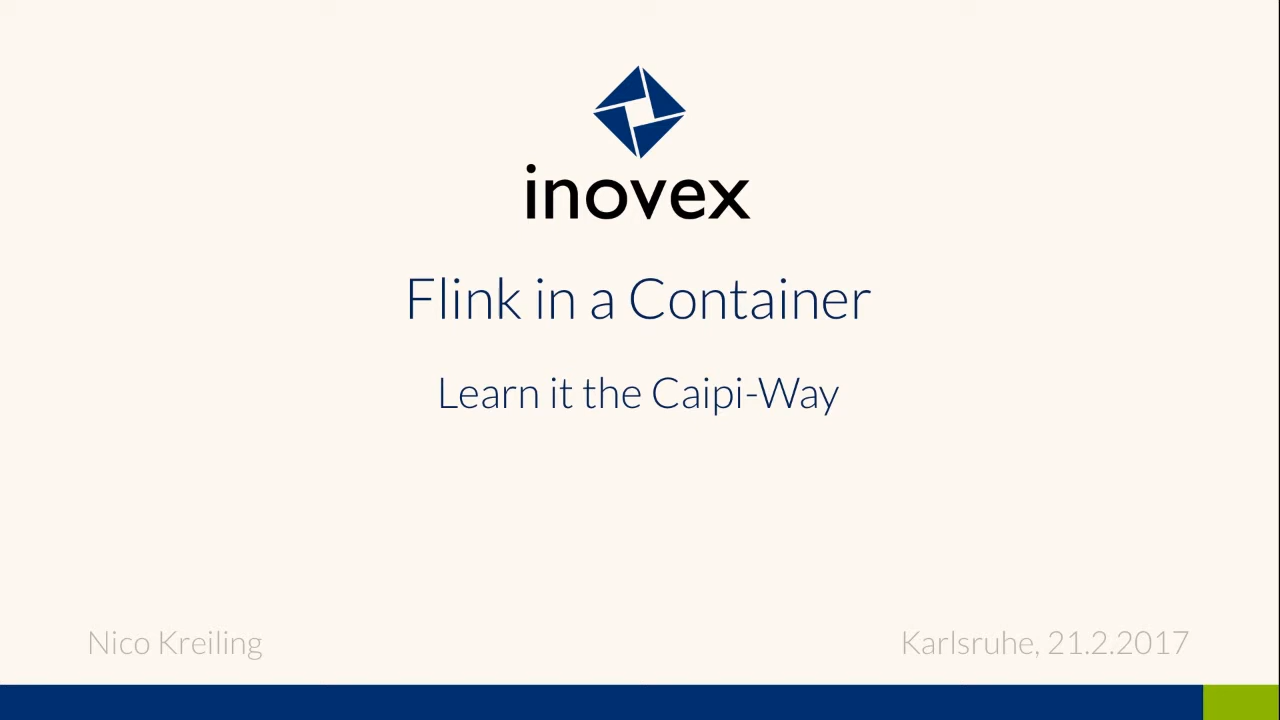 inovex
Flink in a Container
Learn it the Caipi-Way
Nico Kreiling
Karlsruhe, 21.2.2017